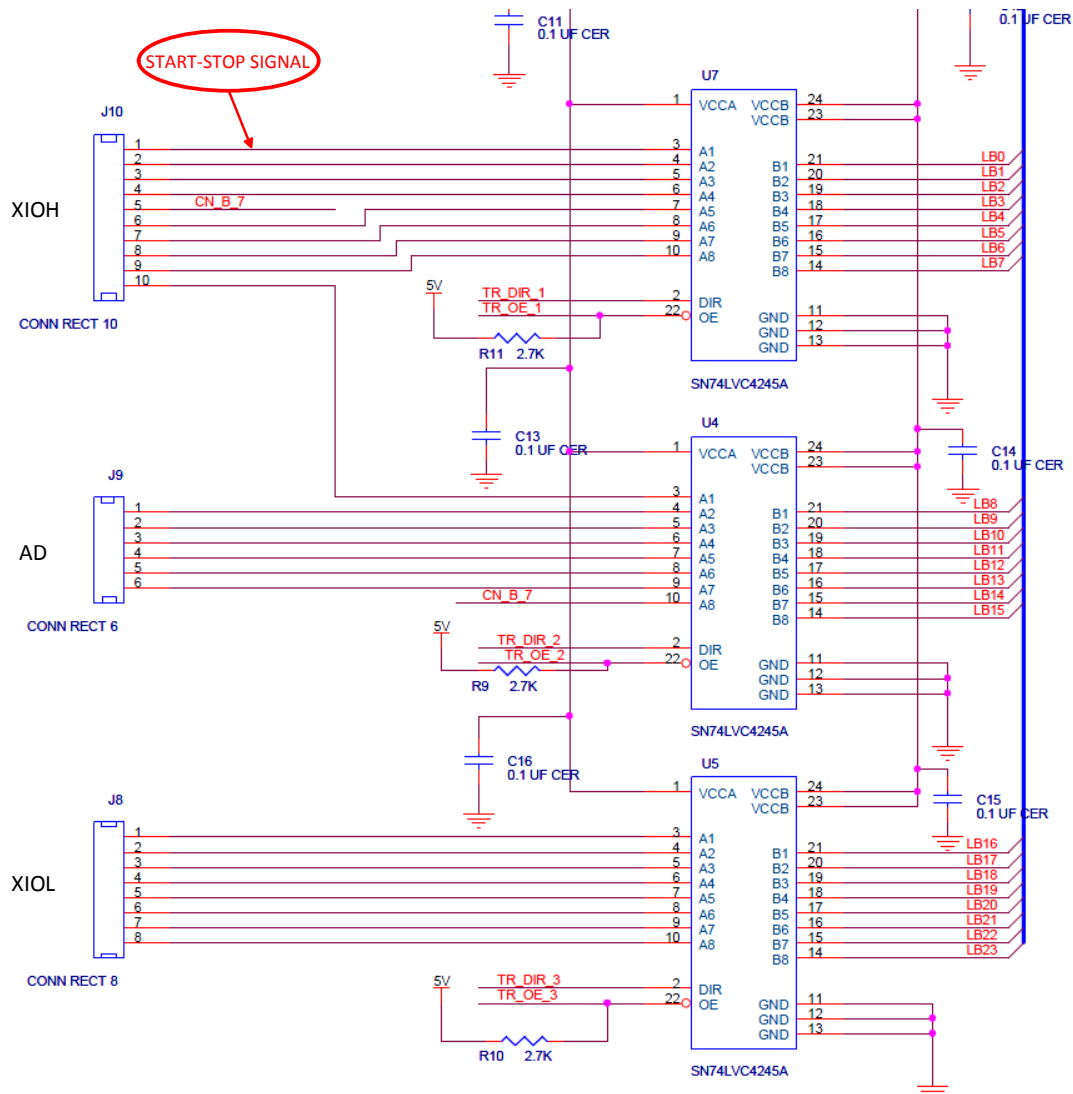 C11
0.1 UF CER
0.1 UF CER
START-STOP SIGNAL
U7
J10
1 VCCA VCCB 24
VCCB 23
1
2
3
4
5
6
7
8
9
10
XIOH
CN_B_7
3 A1
4 A2
5 A3
6 A4
7 A5
8 A6
9 A7
10 A8
B1 21 LB0
B2 20 LB1
B3 19 LB2
B4 18 LB3
B5 17 LB4
B6 16 LB5
B7 15 LB6
B8 14 LB7
CONN RECT 10
5V
TR_DIR_1 2 DIR
TR_OE_1 22 OE
GND 11
GND 12
GND 13
R11 2.7K
SN74LVC4245A
C13
0.1 UF CER
U4
1 VCCA VCCB 24
VCCB 23
C14
0.1 UF CER
J9
1
2
3
4
5
6
AD
CONN RECT 6
3 A1
4 A2
5 A3
6 A4
7 A5
8 A6
9 A7
CN_B_7 10 A8
B1 21 LB8
B2 20 LB9
B3 19 LB10
B4 18 LB11
B5 17 LB12
B6 16 LB13
B7 15 LB14
B8 14 LB15
5V
TR_DIR_2 2 DIR
TR_OE_2 22 OE
GND 11
GND 12
GND 13
R9 2.7K
SN74LVC4245A
C16
0.1 UF CER
U5
1 VCCA VCCB 24
VCCB 23
C15
0.1 UF CER
J8
1
2
3
4
5
6
7
8
XIOL
CONN RECT 8
3 A1
4 A2
5 A3
6 A4
7 A5
8 A6
9 A7
10 A8
B1 21 LB16
B2 20 LB17
B3 19 LB18
B4 18 LB19
B5 17 LB20
B6 16 LB21
B7 15 LB22
B8 14 LB23
5V
TR_DIR_3 2 DIR
TR_OE_3 22 OE
GND 11
GND 12
GND 13
R10 2.7K
SN74LVC4245A